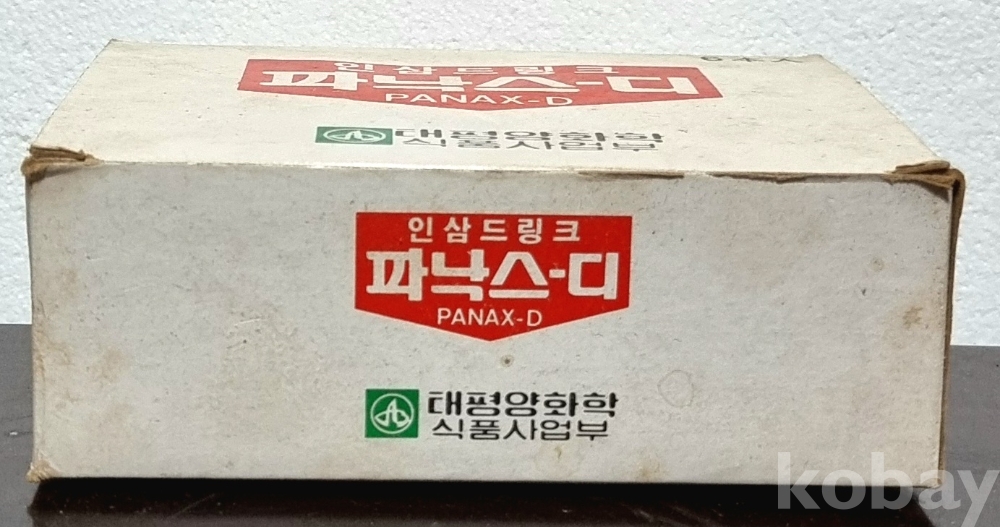 인삼드링크
파낙스-디
PANAX-D
태평양화학
식품사업부
인삼드링크
파낙스-디
PANAX-D
태평양화학
식품사업부
kobay